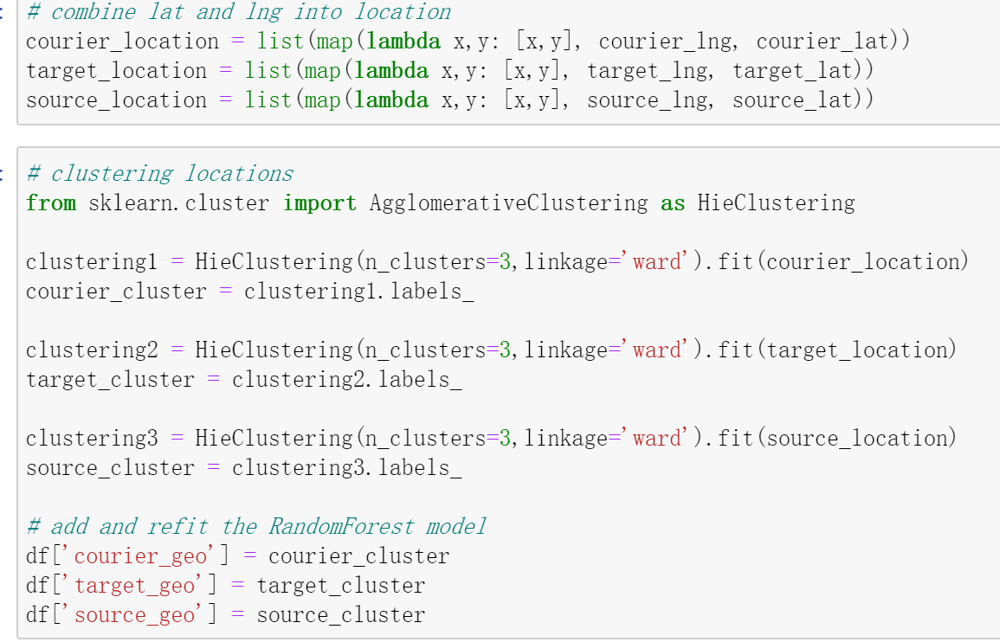 # combine lat and lng into location
courier_location = list(map(lambda x,y: [x,y], courier_lng, courier_lat))
target_location = list(map(lambda x,y: [x,y], target_lng, target_lat))
source_location = list(map(lambda x,y: [x,y], source_lng, source_lat))
# clustering locations
from sklearn.cluster import AgglomerativeClustering as HieClustering
clustering1 = HieClustering(n_clusters=3,linkage='ward').fit(courier_location)
courier_cluster = clustering1.labels_
clustering2 = HieClustering(n_clusters=3,linkage='ward').fit(target_location)
target_cluster = clustering2.labels_
clustering3 = HieClustering(n_clusters=3,linkage='ward').fit(source_location)
source_cluster = clustering3.labels_
# add and refit the RandomForest model
df['courier_geo'] = courier_cluster
df['target_geo'] = target_cluster
df['source_geo'] = source_cluster